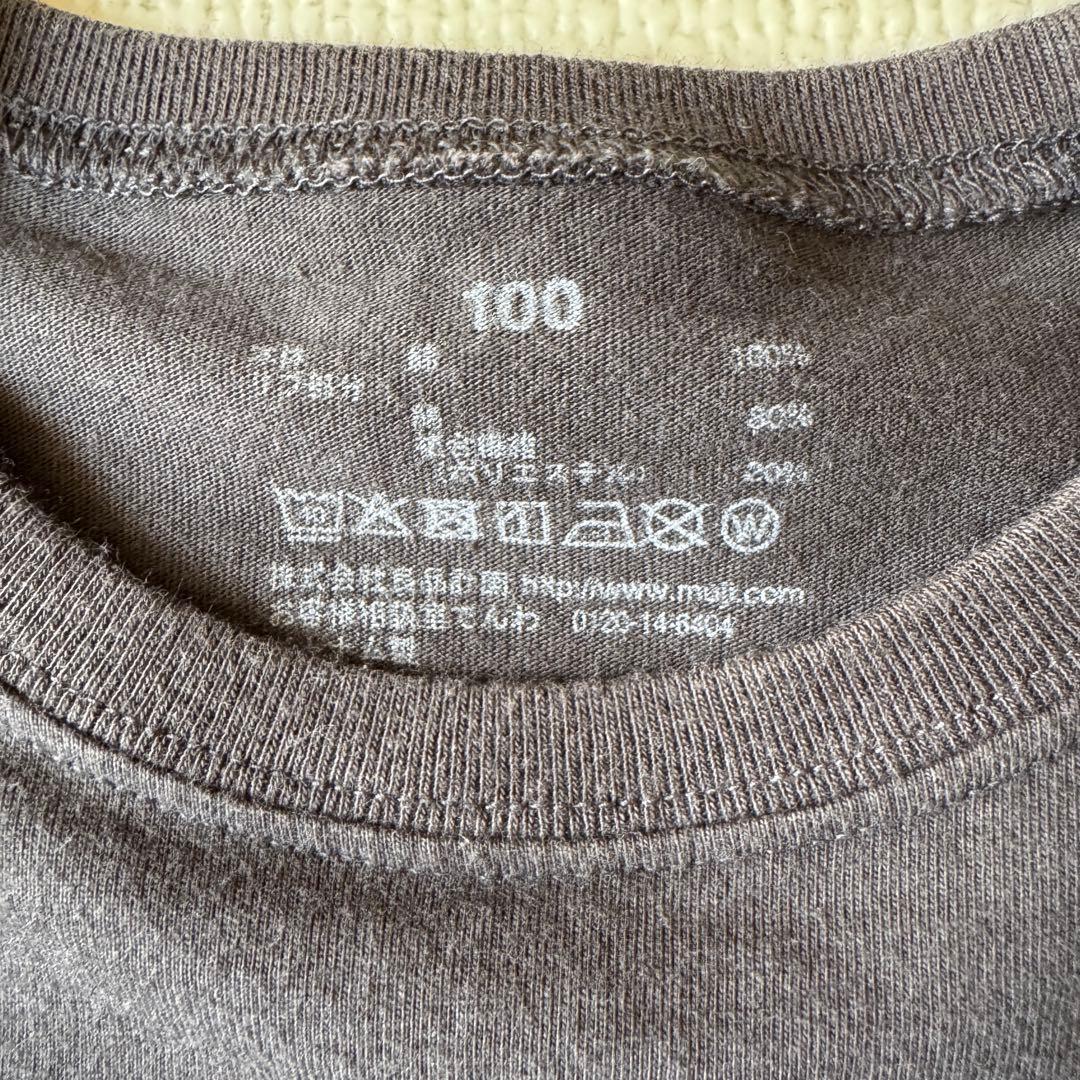 100
綿 100%
リブ部分
綿 80%
複合繊維
(ポリエステル) 20%
W
株式会社良品計画 http://www.muji.com
お客様相談室でんわ 0120-14-6404